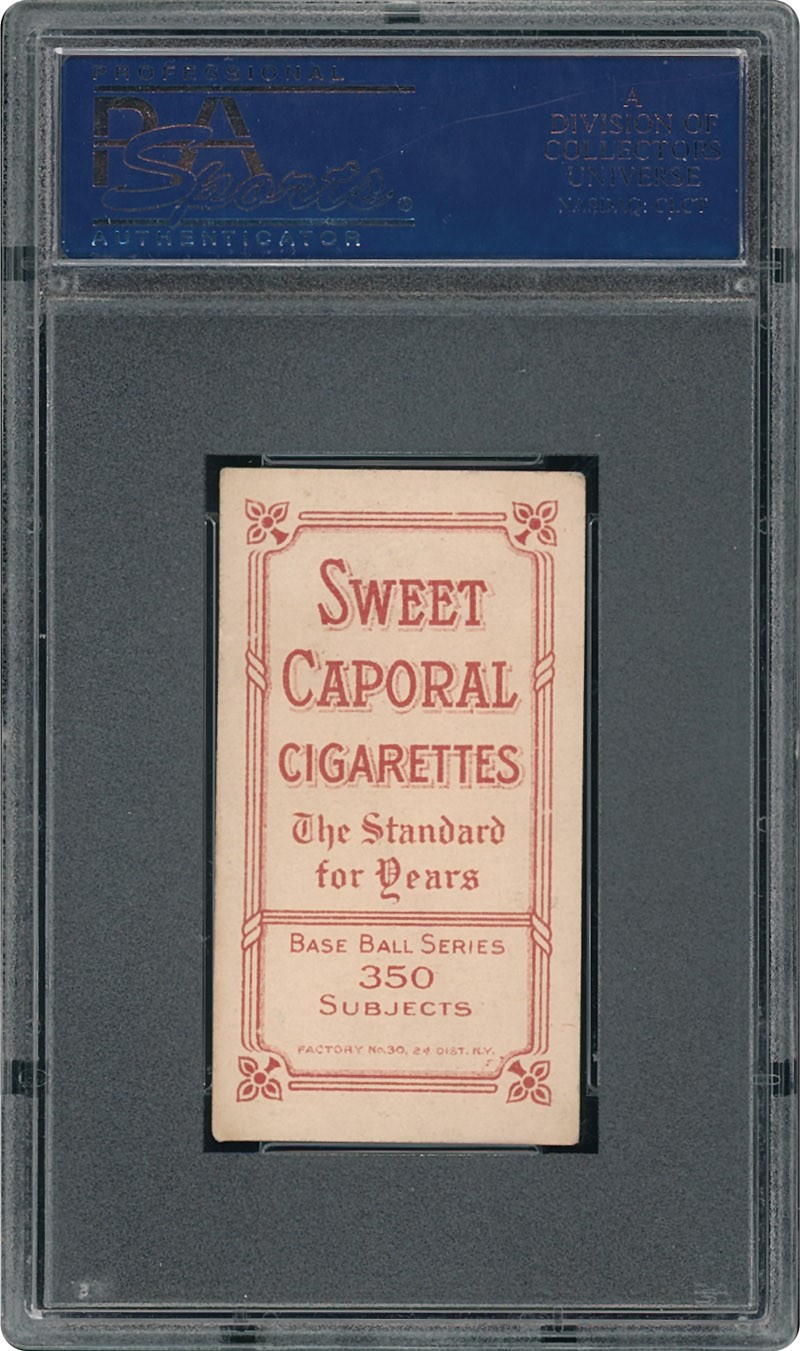 PROFESSIONAL
PSA
Sports®
AUTHENTICATOR
A
DIVISION OF
COLLECTORS
UNIVERSE
NASDAQ: CLCT
SWEET
CAPORAL
CIGARETTES
The Standard
for Years
BASE BALL SERIES
350
SUBJECTS
FACTORY No.30, 2d DIST. N.Y.